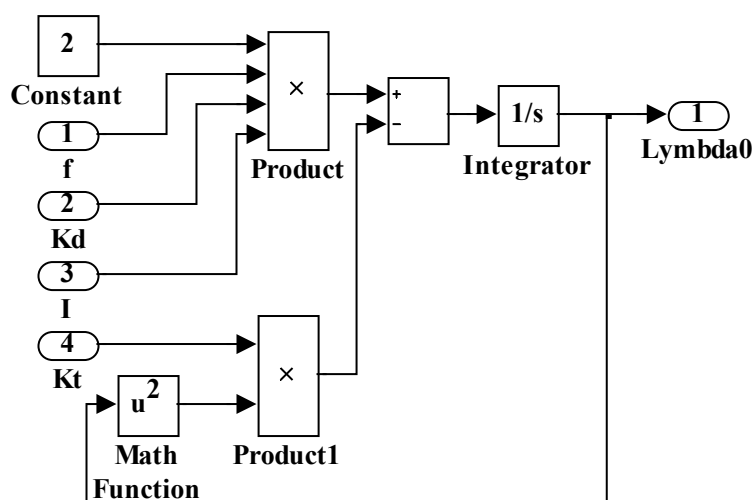 2
Constant
1
f
2
Kd
3
I
4
Kt
×
Product
+
−
1/s
Integrator
1
Lymbda0
u²
Math
Function
×
Product1